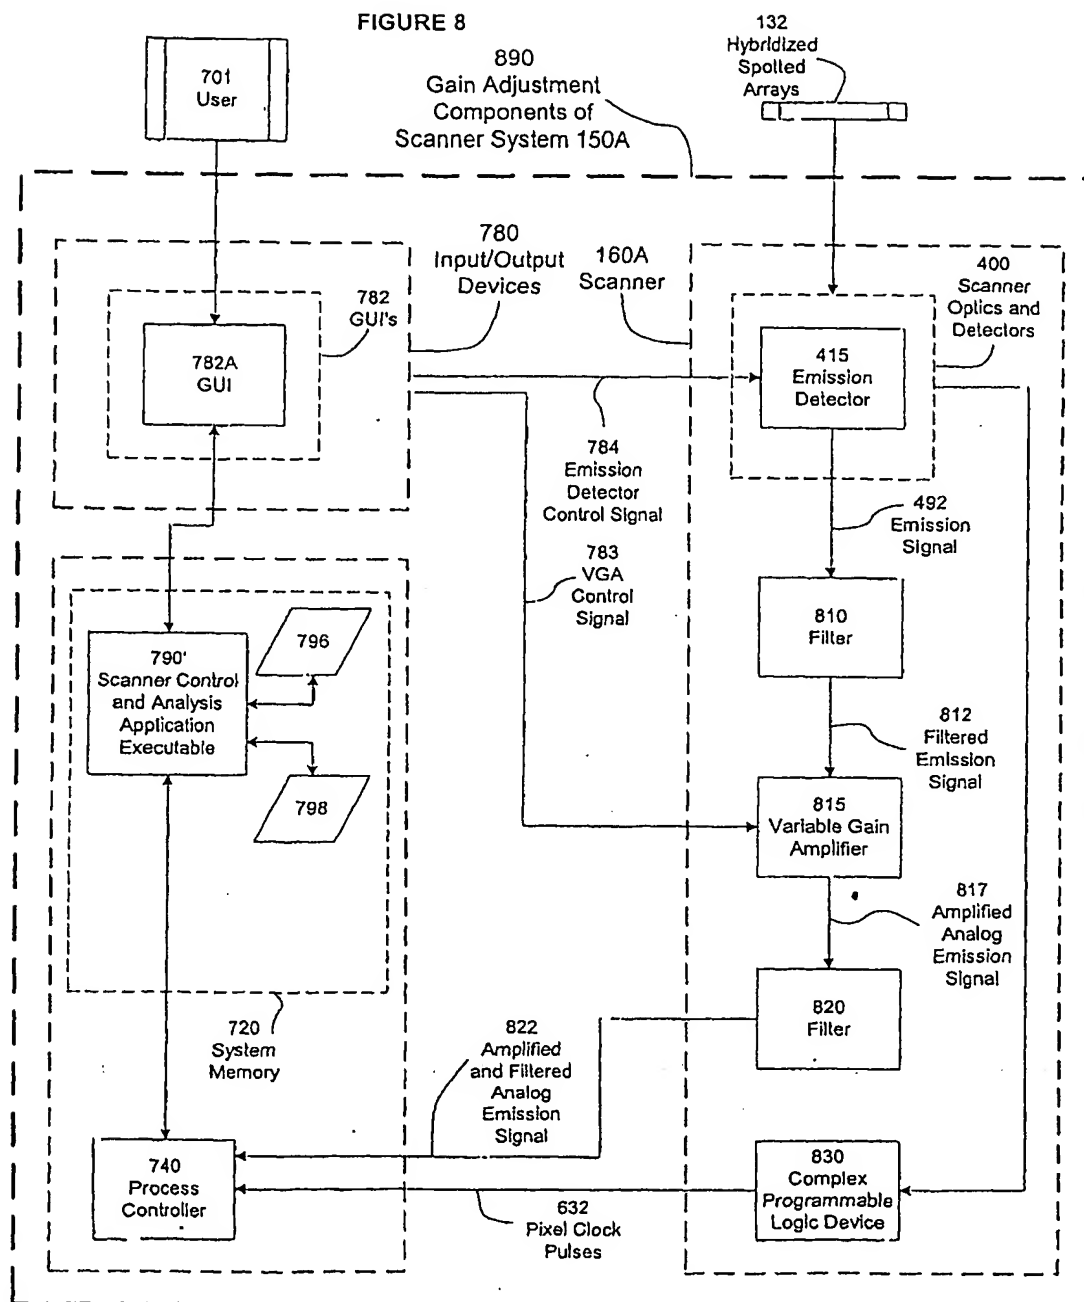 FIGURE 8
701
User
890
Gain Adjustment
Components of
Scanner System 150A
132
Hybridized
Spotted
Arrays
780
Input/Output
Devices
160A
Scanner
400
Scanner
Optics and
Detectors
782
GUI's
782A
GUI
415
Emission
Detector
784
Emission
Detector
Control Signal
492
Emission
Signal
783
VGA
Control
Signal
810
Filter
790'
Scanner Control
and Analysis
Application
Executable
796
798
812
Filtered
Emission
Signal
815
Variable Gain
Amplifier
817
Amplified
Analog
Emission
Signal
820
Filter
720
System
Memory
822
Amplified
and Filtered
Analog
Emission
Signal
740
Process
Controller
632
Pixel Clock
Pulses
830
Complex
Programmable
Logic Device